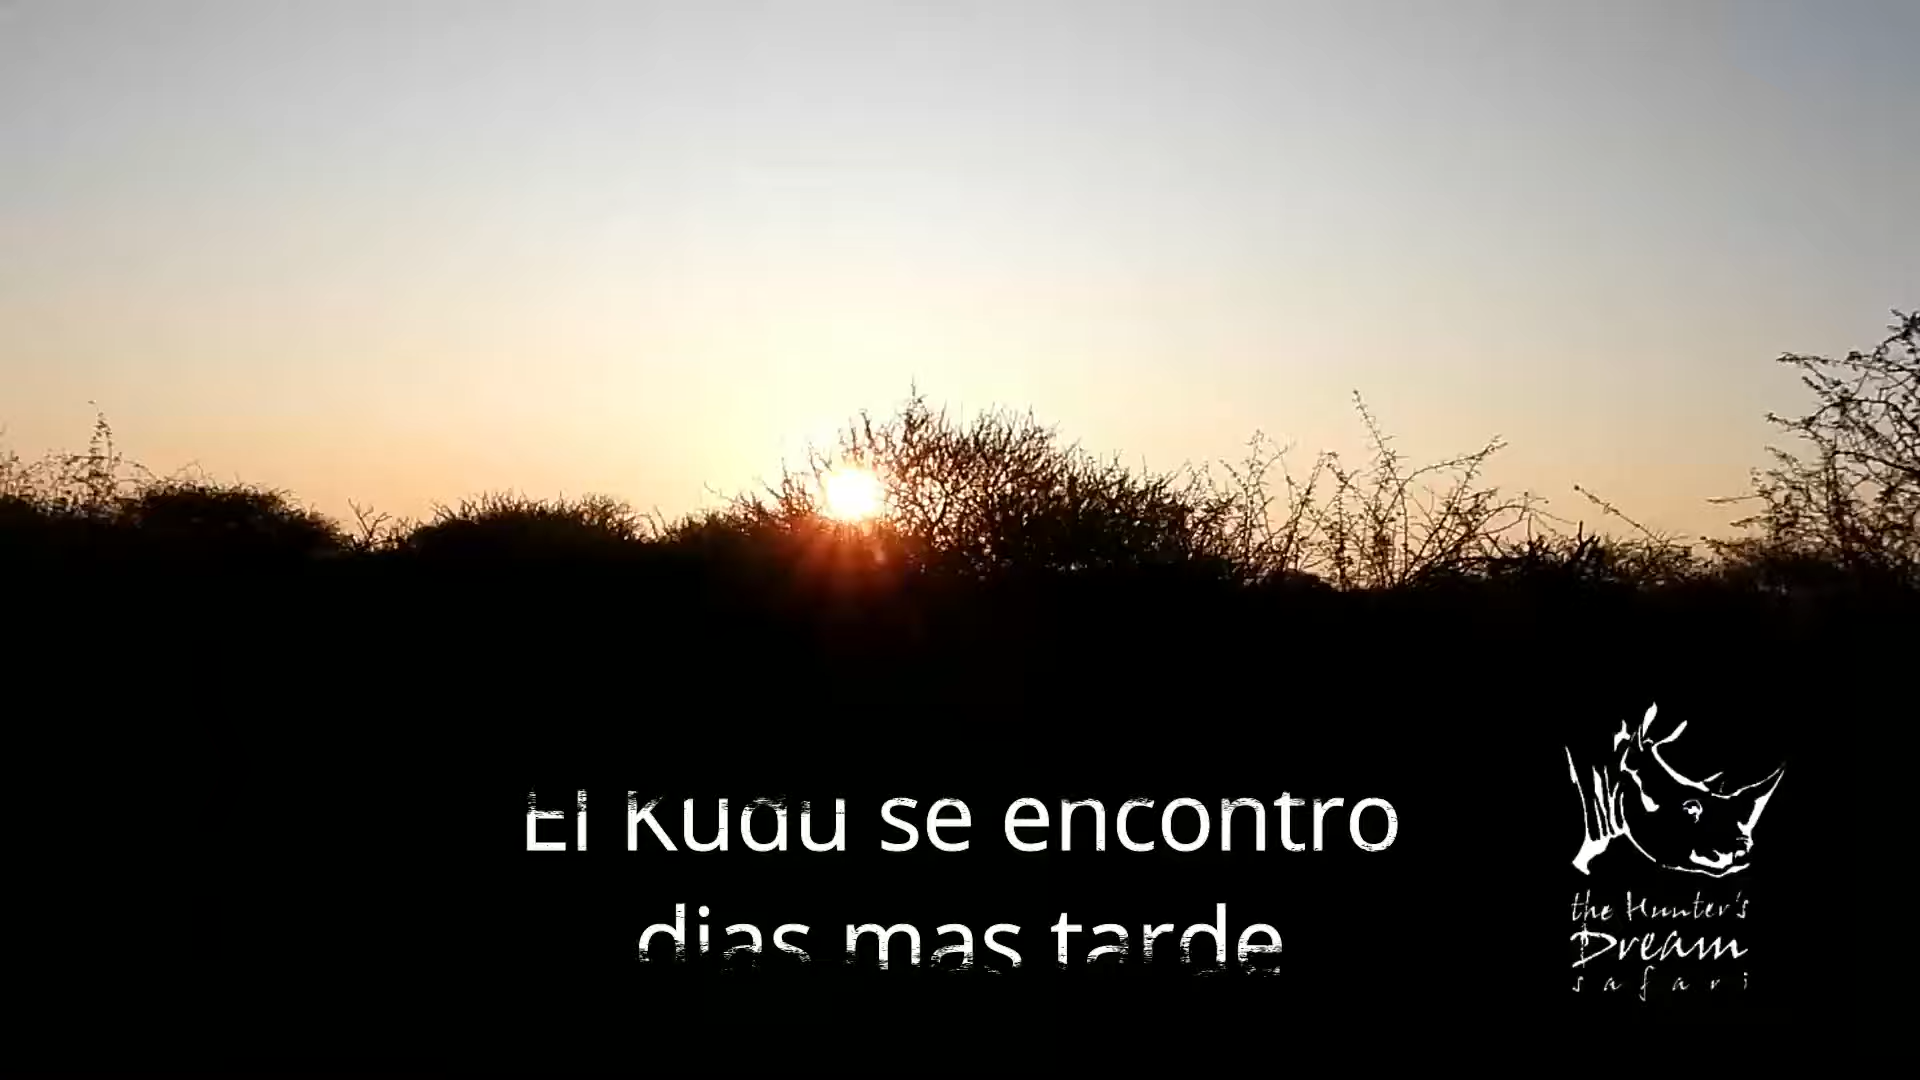 El Kudu se encontro
dias mas tarde
the Hunter's
Dream
safari